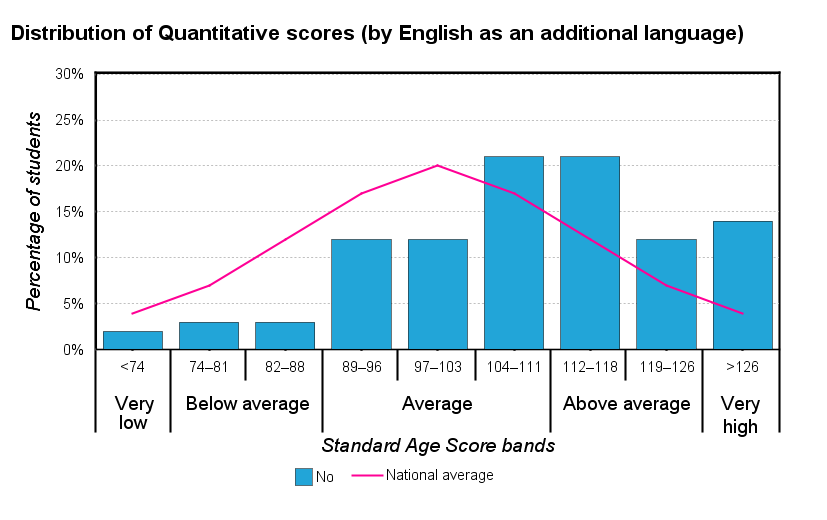 Distribution of Quantitative scores (by English as an additional language)
30%
25%
20%
15%
10%
5%
0%
Percentage of students
<74 74–81 82–88 89–96 97–103 104–111 112–118 119–126 >126
Very low Below average Average Above average Very high
Standard Age Score bands
No National average